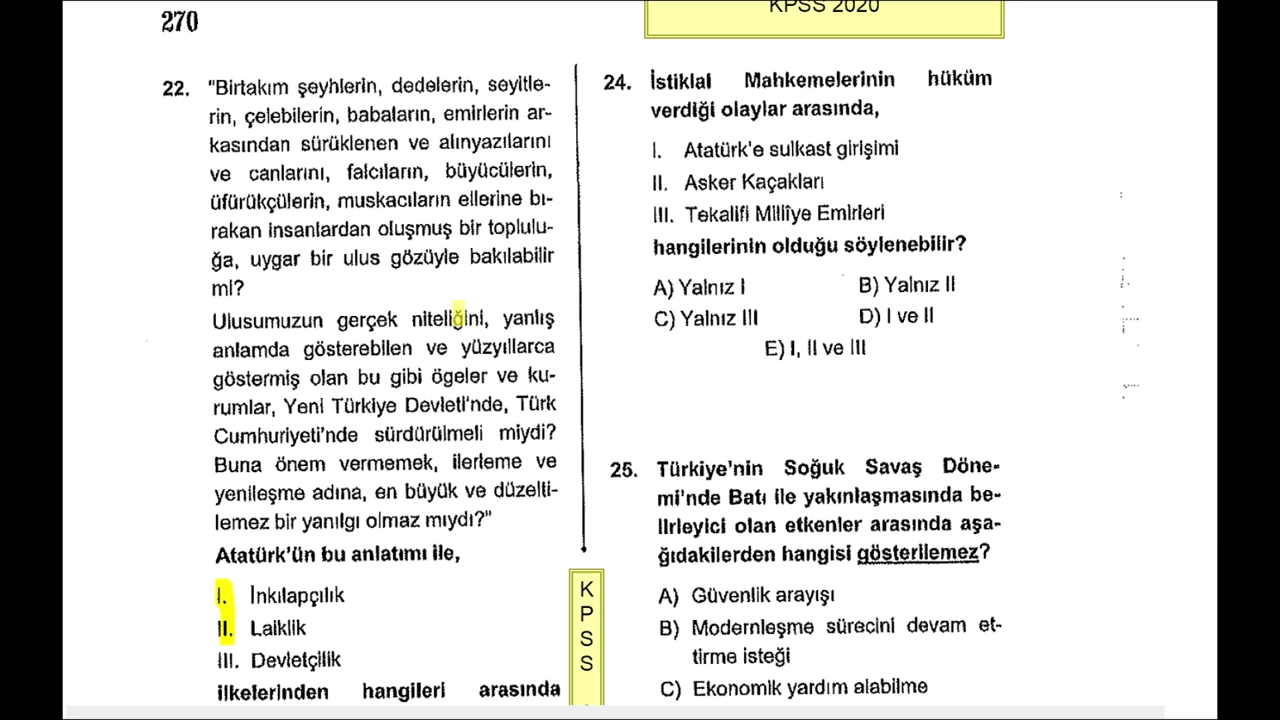 270
KPSS 2020
22. "Birtakım şeyhlerin, dedelerin, seyitle-
rin, çelebilerin, babaların, emirlerin ar-
kasından sürüklenen ve alınyazılarını
ve canlarını, falcıların, büyücülerin,
üfürükçülerin, muskacıların ellerine bı-
rakan insanlardan oluşmuş bir toplulu-
ğa, uygar bir ulus gözüyle bakılabilir
mi?
Ulusumuzun gerçek niteliğini, yanlış
anlamda gösterebilen ve yüzyıllarca
göstermiş olan bu gibi ögeler ve ku-
rumlar, Yeni Türkiye Devleti'nde, Türk
Cumhuriyeti'nde sürdürülmeli miydi?
Buna önem vermemek, ilerleme ve
yenileşme adına, en büyük ve düzelti-
lemez bir yanılgı olmaz mıydı?"
Atatürk'ün bu anlatımı ile,
I. İnkılapçılık
II. Laiklik
III. Devletçilik
ilkelerinden hangileri arasında
K
P
S
S
24. İstiklal Mahkemelerinin hüküm
verdiği olaylar arasında,
I. Atatürk'e sulkast girişimi
II. Asker Kaçakları
III. Tekalifi Millîye Emirleri
hangilerinin olduğu söylenebilir?
A) Yalnız I B) Yalnız II
C) Yalnız III D) I ve II
E) I, II ve III
25. Türkiye'nin Soğuk Savaş Döne-
mi'nde Batı ile yakınlaşmasında be-
lirleyici olan etkenler arasında aşa-
ğıdakilerden hangisi gösterilemez?
A) Güvenlik arayışı
B) Modernleşme sürecini devam et-
tirme isteği
C) Ekonomik yardım alabilme